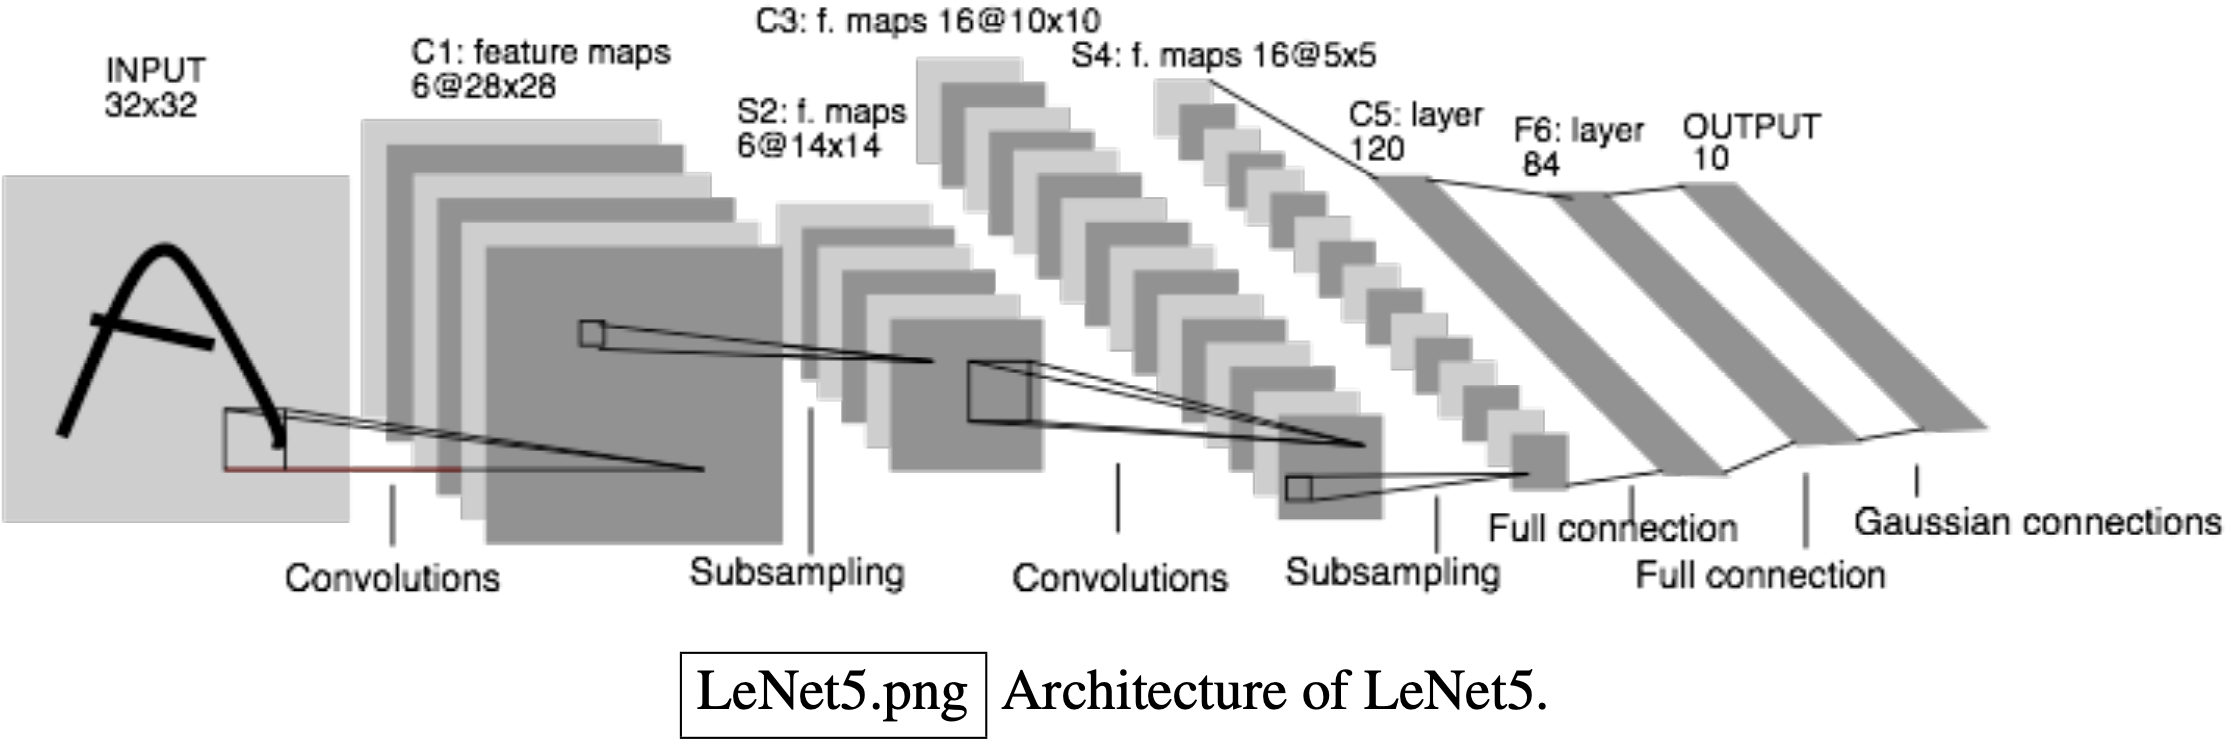 INPUT
32x32
C1: feature maps
6@28x28
S2: f. maps
6@14x14
C3: f. maps 16@10x10
S4: f. maps 16@5x5
C5: layer
120
F6: layer
84
OUTPUT
10
Convolutions
Subsampling
Convolutions
Subsampling
Full connection
Full connection
Gaussian connections
LeNet5.png Architecture of LeNet5.